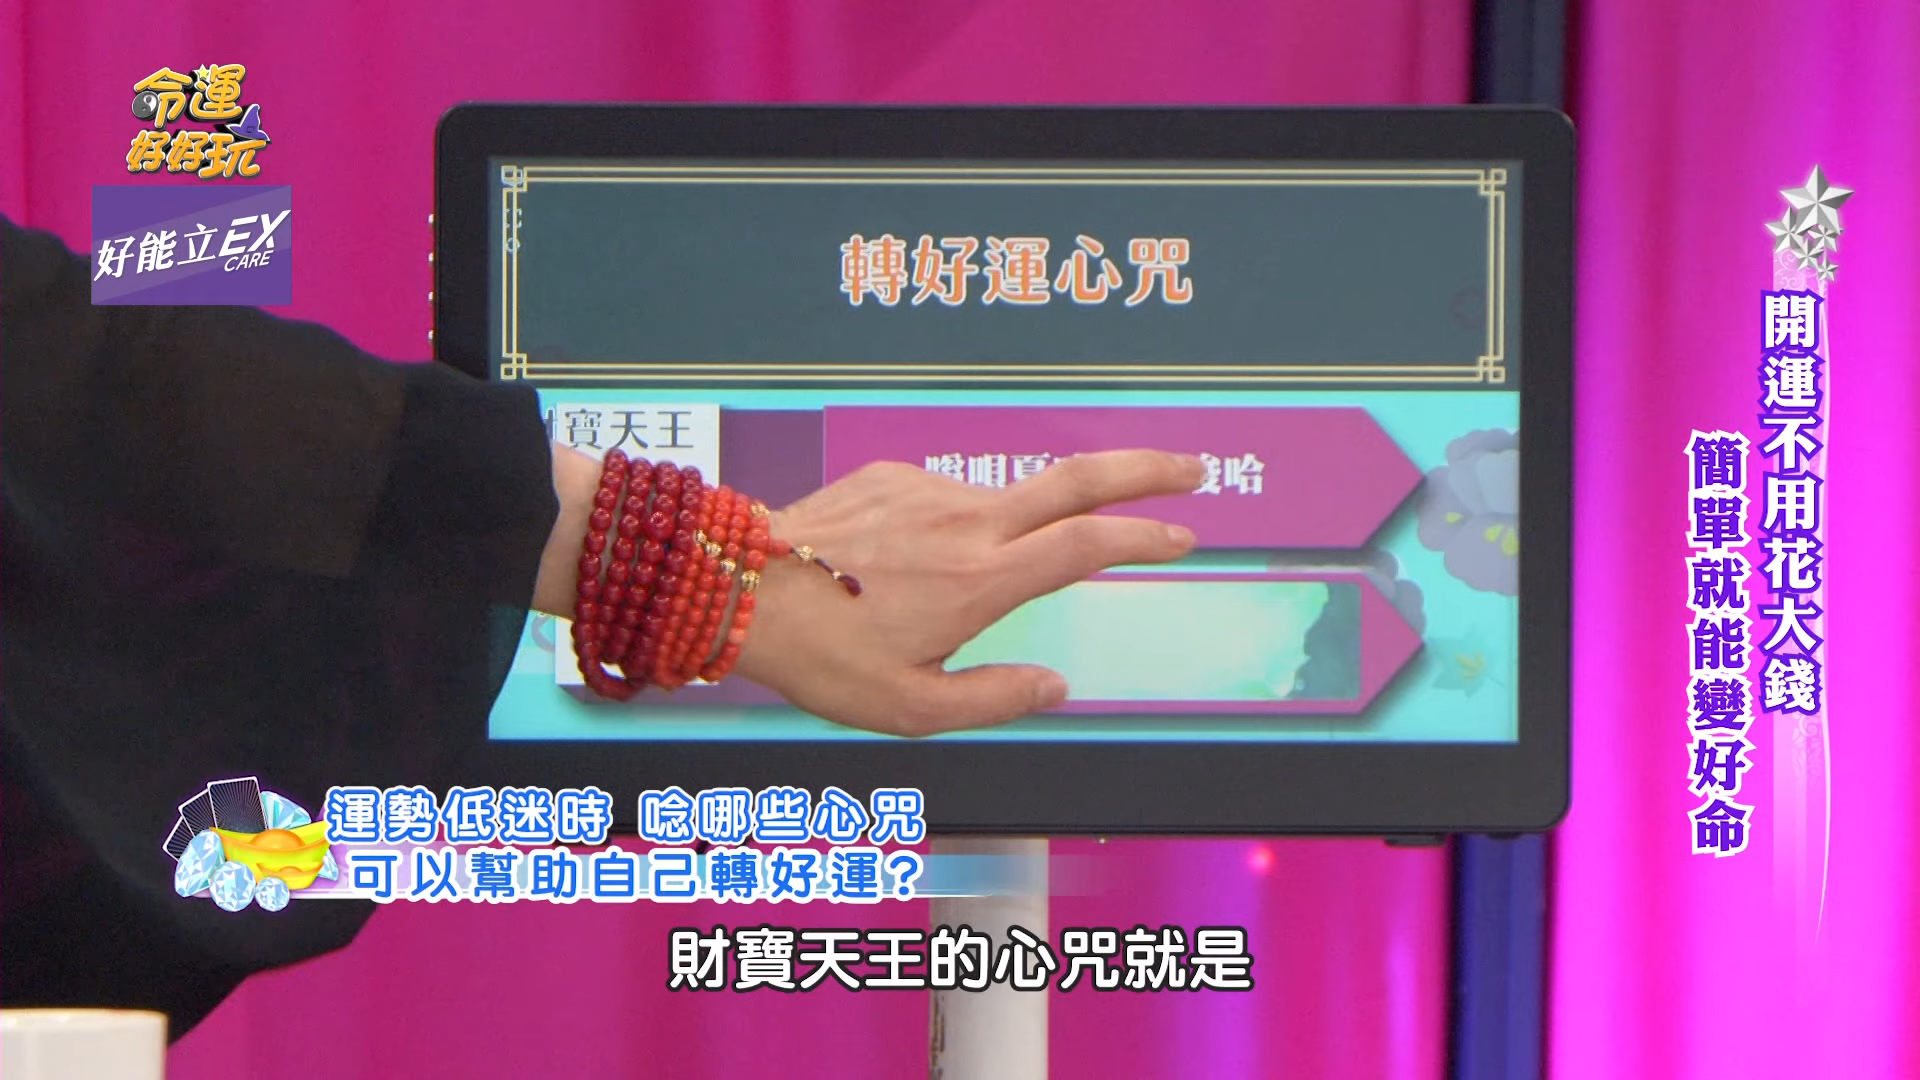 命運
好好玩
好能立EX
CARE
轉好運心咒
寶天王
哈
開運不用花大錢
簡單就能變好命
運勢低迷時 唸哪些心咒
可以幫助自己轉好運?
財寶天王的心咒就是